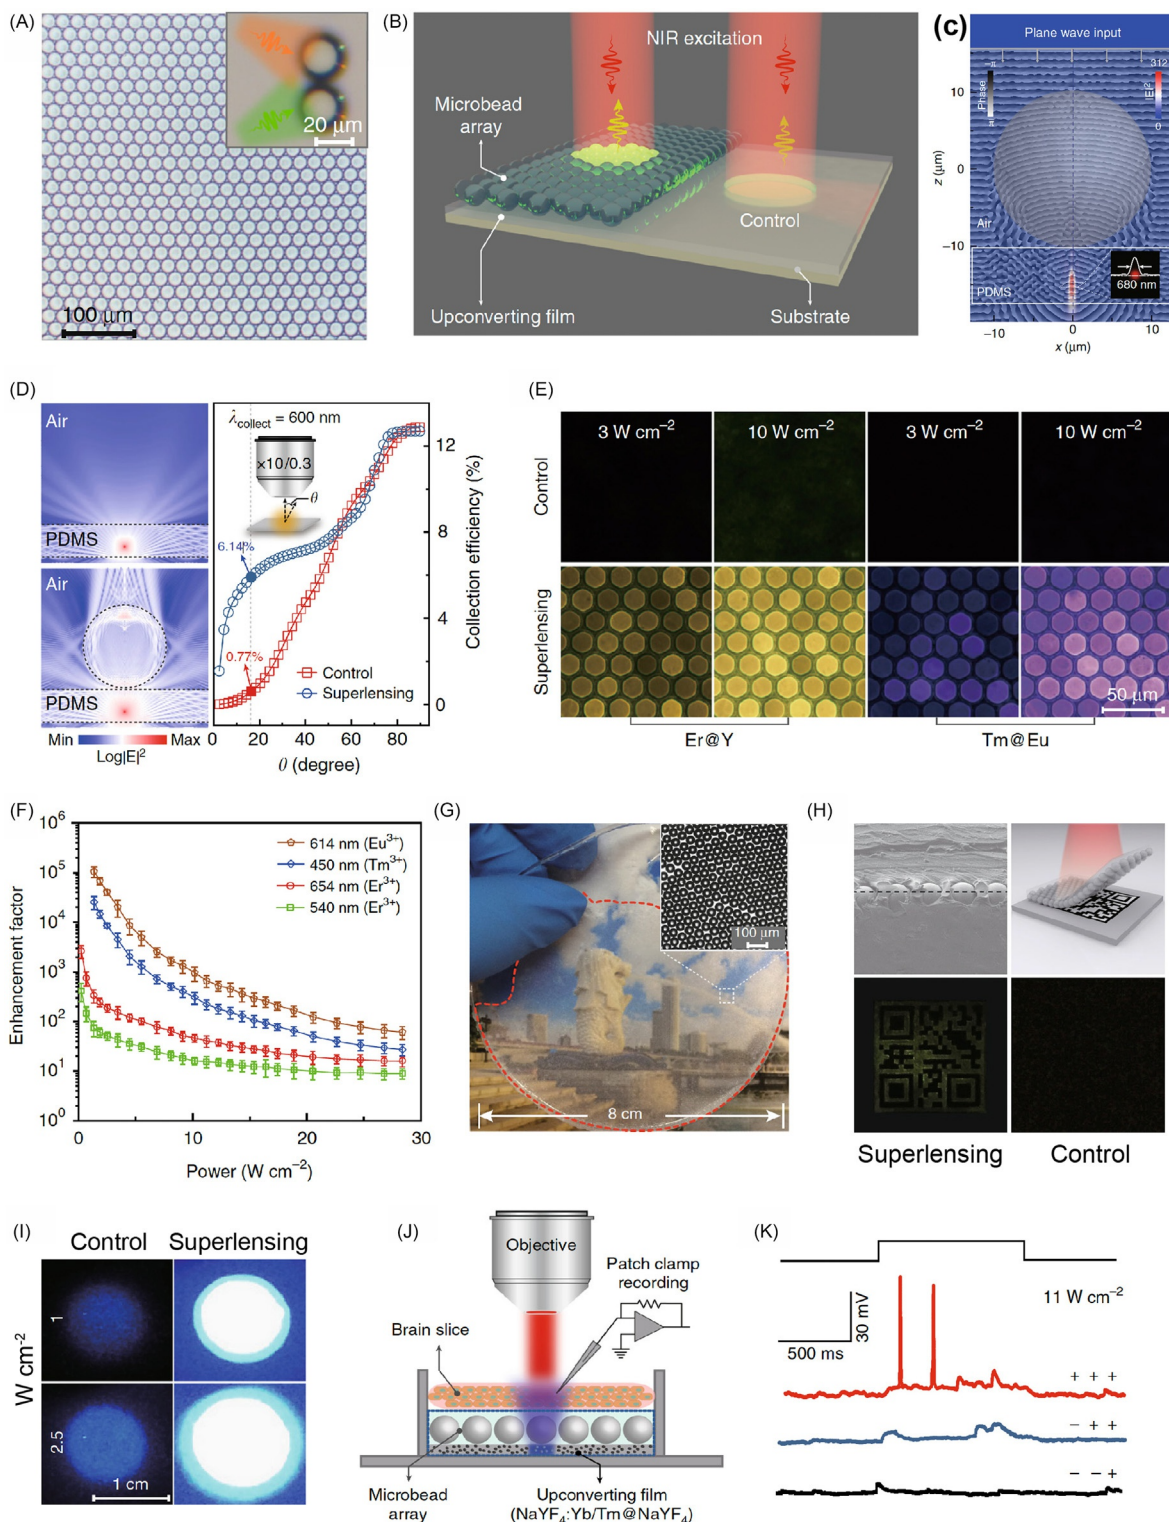 (A)
20 μm
100 μm
(B)
NIR excitation
Microbead
array
Control
Upconverting film
Substrate
(c)
Plane wave input
Phase
−π
π
312
|E|²
0
10
0
−10
z (μm)
Air
PDMS
680 nm
−10
0
10
x (μm)
(D)
Air
PDMS
Air
PDMS
Min
Max
Log|E|²
λcollect = 600 nm
×10/0.3
θ
6.14%
0.77%
Control
Superlensing
12
8
4
0
Collection efficiency (%)
0 20 40 60 80
θ (degree)
(E)
3 W cm⁻² 10 W cm⁻² 3 W cm⁻² 10 W cm⁻²
Control
Superlensing
50 μm
Er@Y
Tm@Eu
(F)
10⁶
10⁵
10⁴
10³
10²
10¹
10⁰
Enhancement factor
614 nm (Eu³⁺)
450 nm (Tm³⁺)
654 nm (Er³⁺)
540 nm (Er³⁺)
0 10 20 30
Power (W cm⁻²)
(G)
100 μm
8 cm
(H)
Superlensing
Control
(I)
Control Superlensing
W cm⁻²
1
2.5
1 cm
(J)
Objective
Patch clamp
recording
Brain slice
Microbead
array
Upconverting film
(NaYF₄:Yb/Tm@NaYF₄)
(K)
11 W cm⁻²
30 mV
500 ms
+ + +
− + +
− − +